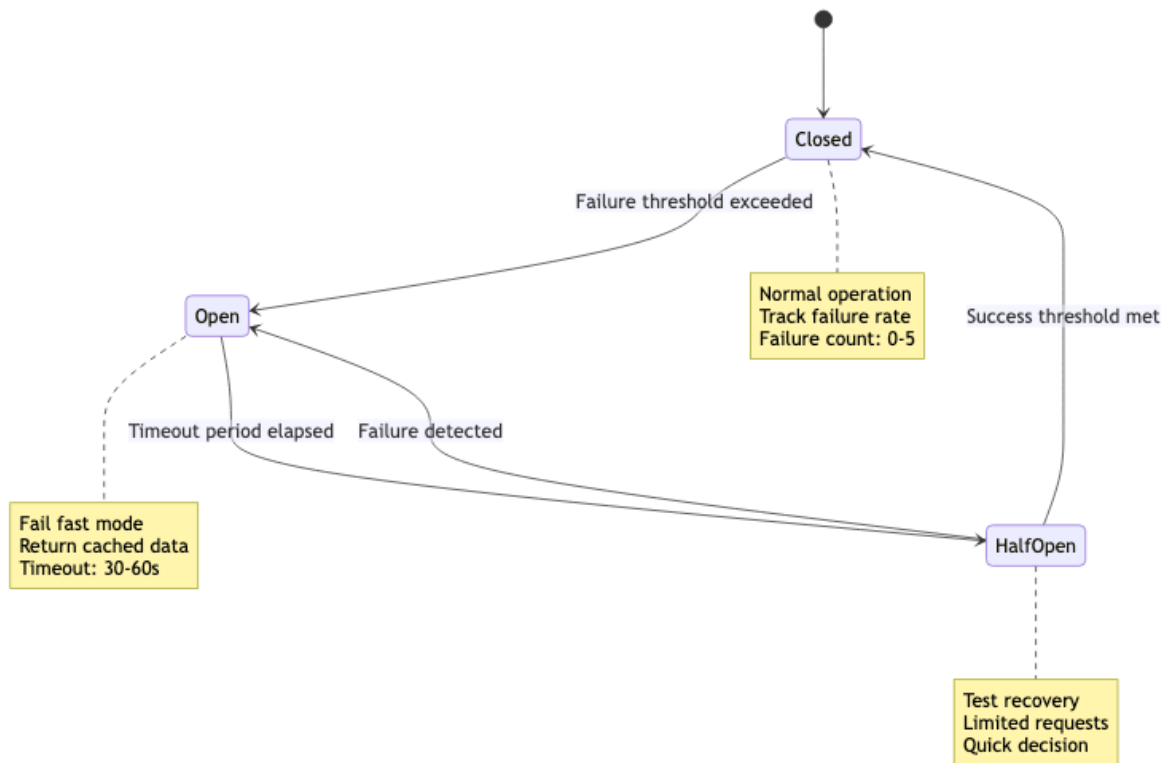 Closed
Failure threshold exceeded
Normal operation
Track failure rate
Failure count: 0-5
Open
Success threshold met
Timeout period elapsed
Failure detected
Fail fast mode
Return cached data
Timeout: 30-60s
HalfOpen
Test recovery
Limited requests
Quick decision